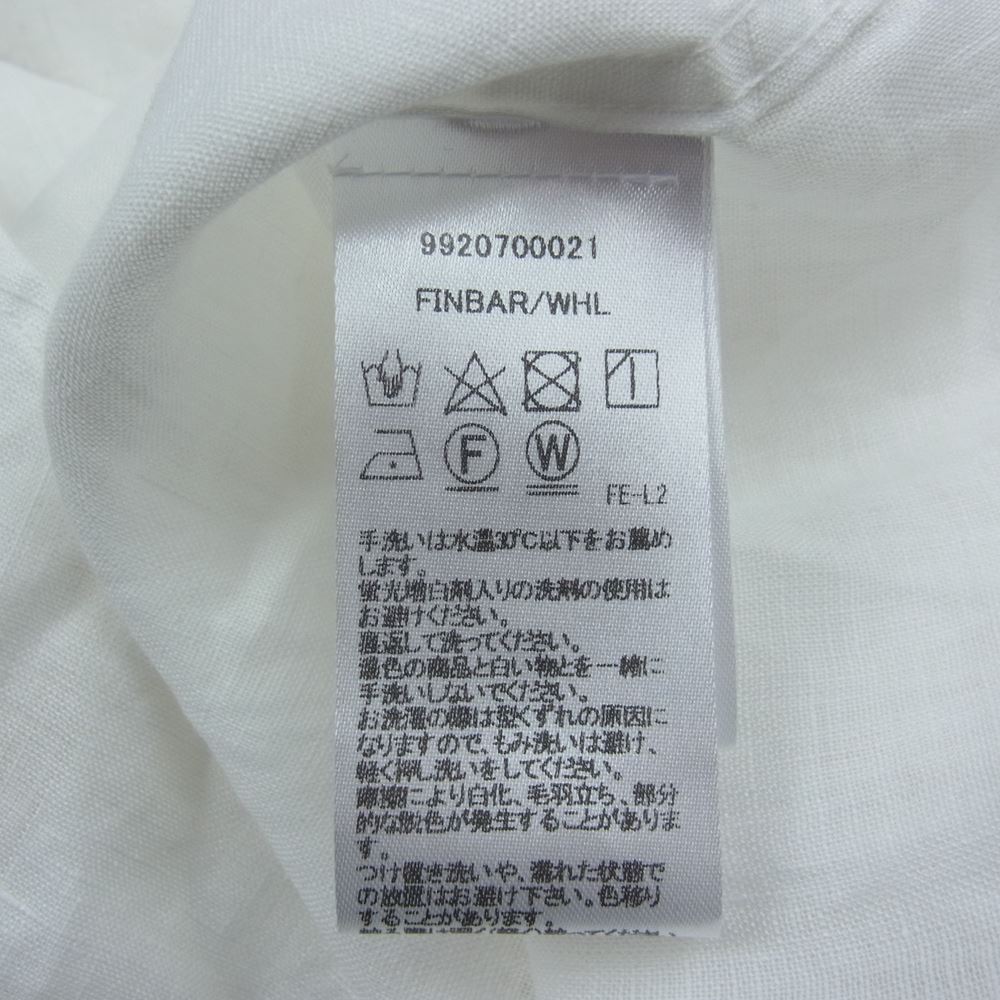 9920700021
FINBAR/WHL
F W
FE-L2
手洗いは水温30℃以下をお薦め
します。
蛍光増白剤入りの洗剤の使用は
お避けください。
裏返して洗ってください。
濃色の商品と白い物とを一緒に
手洗いしないでください。
お洗濯の際は型くずれの原因に
なりますので、もみ洗いは避け、
軽く押し洗いをしてください。
摩擦により白化、毛羽立ち、部分
的な脱色が発生することがありま
す。
つけ置き洗いや、濡れた状態で
の放置はお避け下さい。色移り
することがあります。